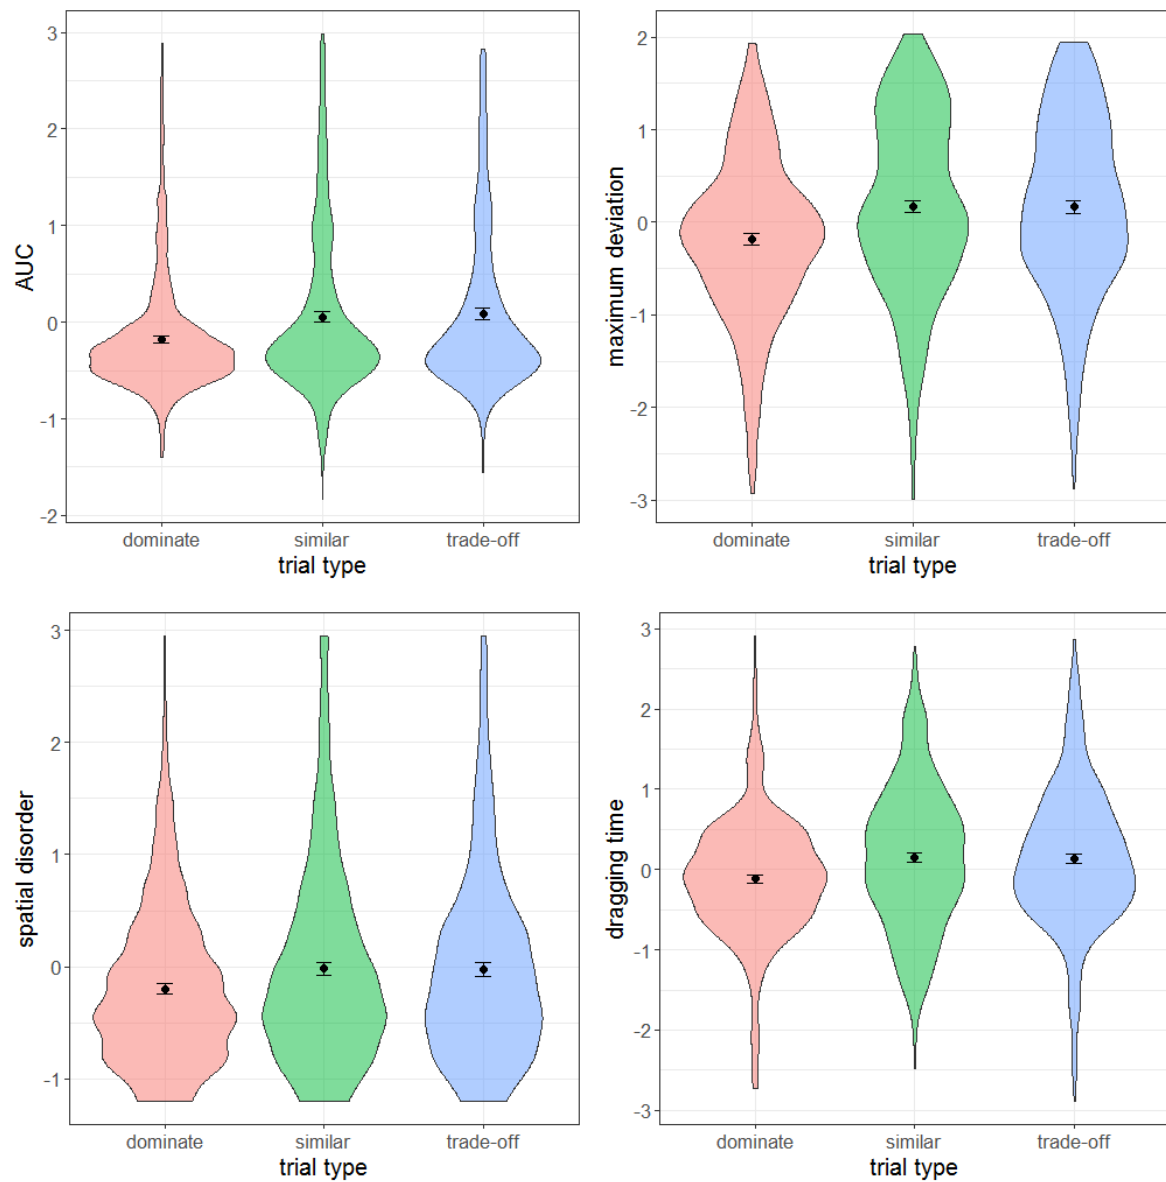 AUC
3
2
1
0
-1
-2
dominate similar trade-off
trial type
maximum deviation
2
1
0
-1
-2
-3
dominate similar trade-off
trial type
spatial disorder
3
2
1
0
-1
dominate similar trade-off
trial type
dragging time
3
2
1
0
-1
-2
-3
dominate similar trade-off
trial type